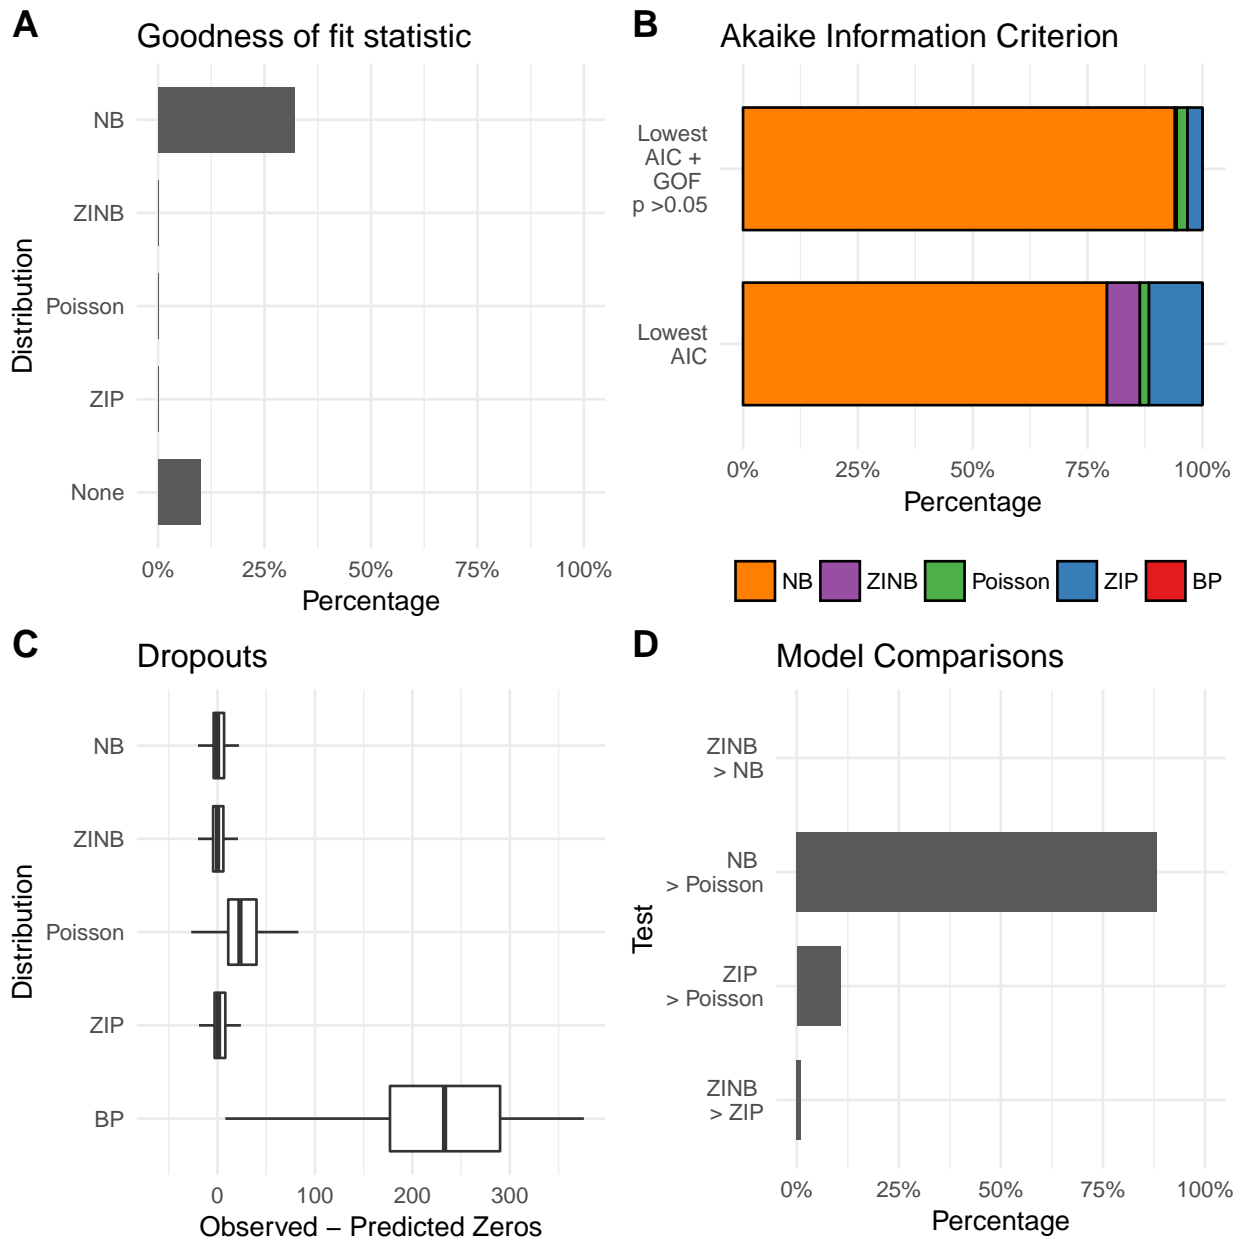 A
Goodness of fit statistic
Distribution
NB
ZINB
Poisson
ZIP
None
0% 25% 50% 75% 100%
Percentage
B
Akaike Information Criterion
Lowest
AIC +
GOF
p >0.05
Lowest
AIC
0% 25% 50% 75% 100%
Percentage
NB ZINB Poisson ZIP BP
C
Dropouts
Distribution
NB
ZINB
Poisson
ZIP
BP
0 100 200 300
Observed − Predicted Zeros
D
Model Comparisons
Test
ZINB
> NB
NB
> Poisson
ZIP
> Poisson
ZINB
> ZIP
0% 25% 50% 75% 100%
Percentage